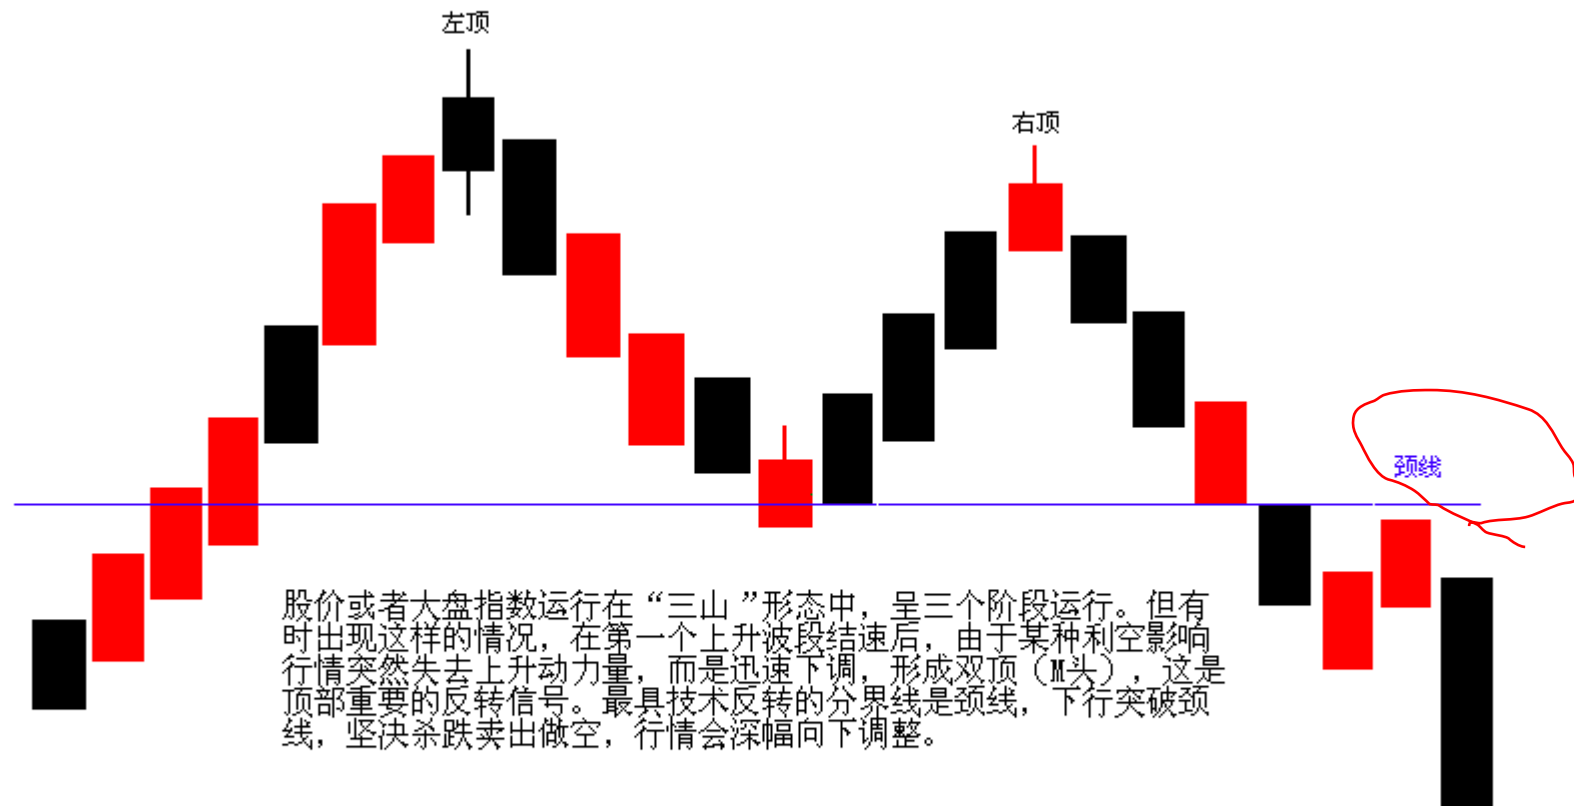 左顶
右顶
颈线
股价或者大盘指数运行在“三山”形态中，呈三个阶段运行。但有
时出现这样的情况，在第一个上升波段结速后，由于某种利空影响
行情突然失去上升动力量，而是迅速下调，形成双顶（M头），这是
顶部重要的反转信号。最具技术反转的分界线是颈线，下行突破颈
线，坚决杀跌卖出做空，行情会深幅向下调整。